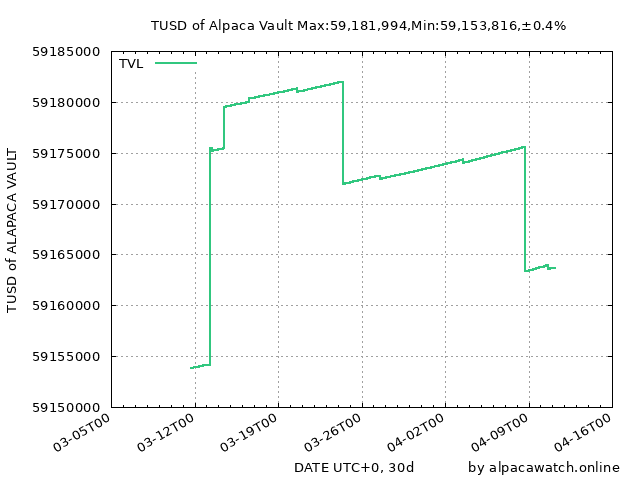 TUSD of Alpaca Vault Max:59,181,994,Min:59,153,816,±0.4%
TVL
59185000
59180000
59175000
59170000
59165000
59160000
59155000
59150000
TUSD of ALAPACA VAULT
03-05T00
03-12T00
03-19T00
03-26T00
04-02T00
04-09T00
04-16T00
DATE UTC+0, 30d
by alpacawatch.online